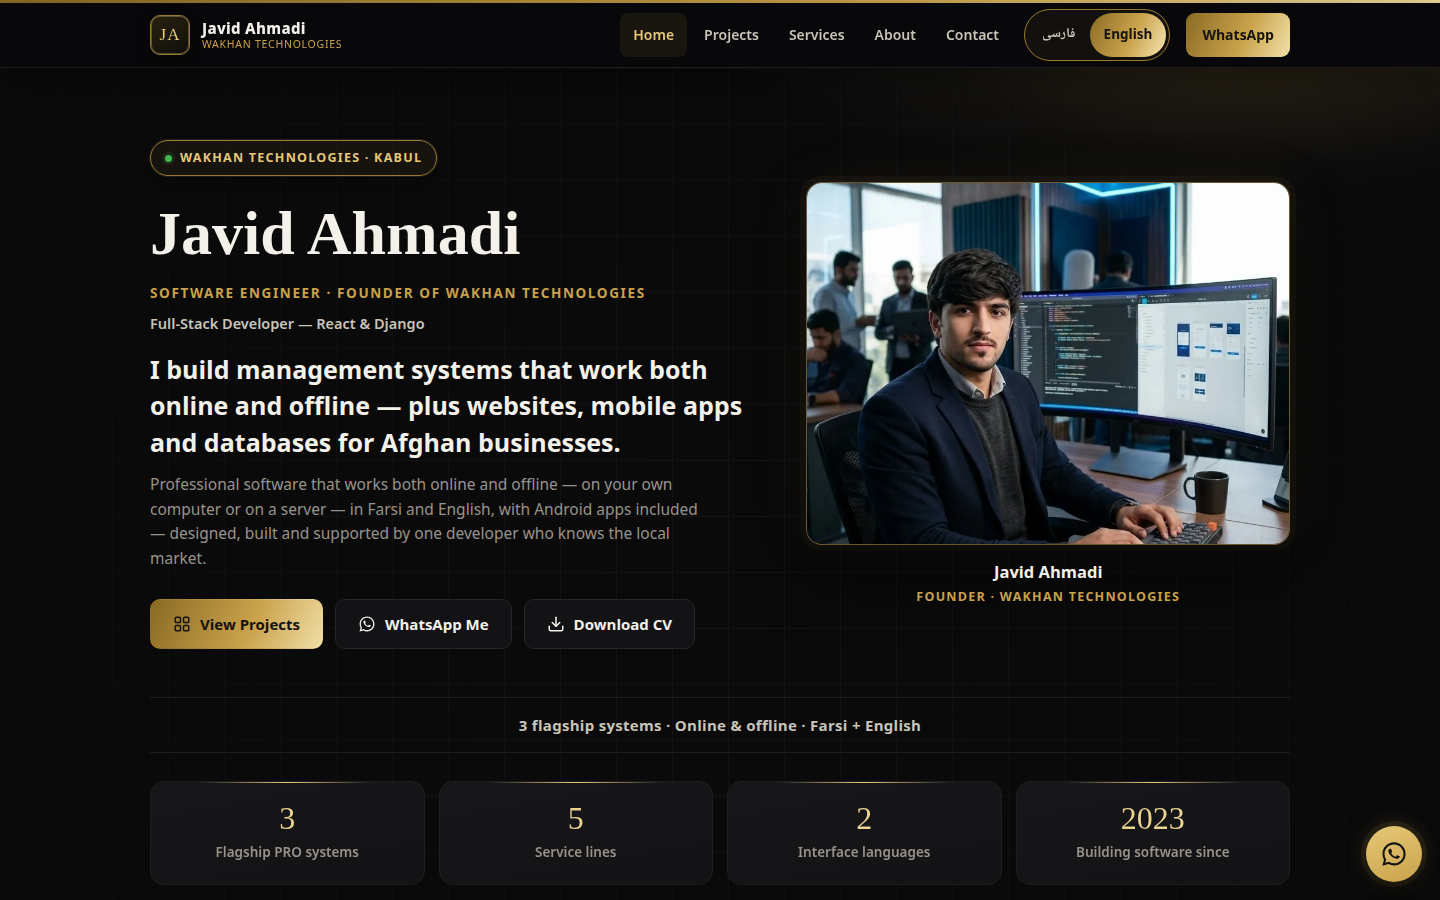 JA
Javid Ahmadi
WAKHAN TECHNOLOGIES
Home
Projects
Services
About
Contact
فارسی
English
WhatsApp
WAKHAN TECHNOLOGIES · KABUL
Javid Ahmadi
SOFTWARE ENGINEER · FOUNDER OF WAKHAN TECHNOLOGIES
Full-Stack Developer — React & Django
I build management systems that work both
online and offline — plus websites, mobile apps
and databases for Afghan businesses.
Professional software that works both online and offline — on your own
computer or on a server — in Farsi and English, with Android apps included
— designed, built and supported by one developer who knows the local
market.
View Projects
WhatsApp Me
Download CV
Javid Ahmadi
FOUNDER · WAKHAN TECHNOLOGIES
3 flagship systems · Online & offline · Farsi + English
3
Flagship PRO systems
5
Service lines
2
Interface languages
2023
Building software since